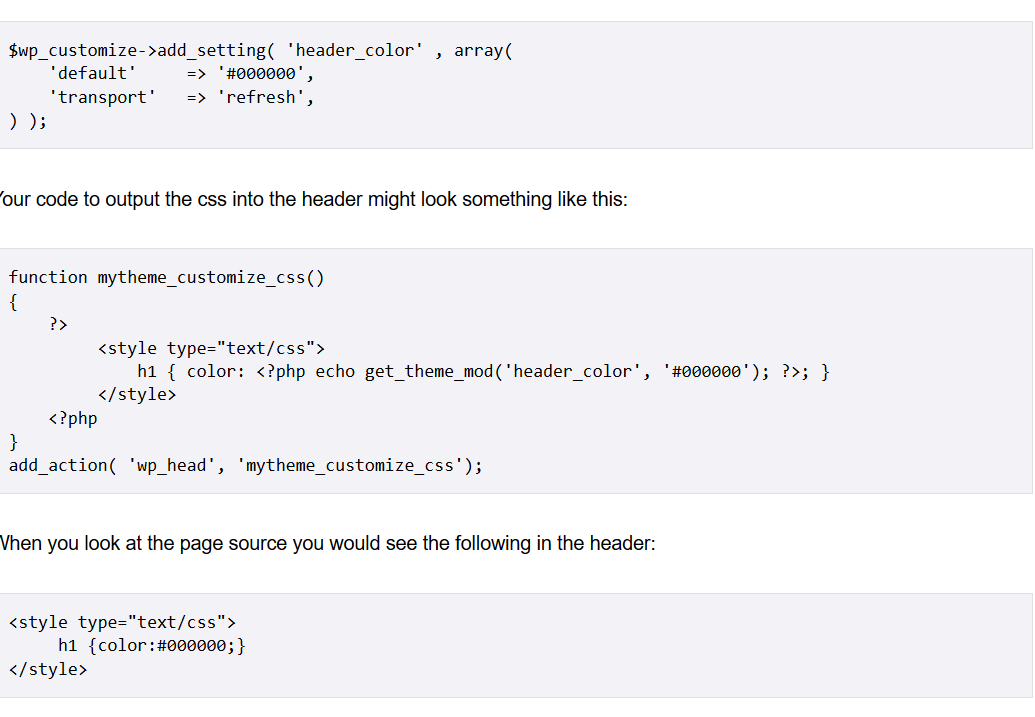 $wp_customize->add_setting( 'header_color' , array(
    'default'     => '#000000',
    'transport'   => 'refresh',
) );
our code to output the css into the header might look something like this:
function mytheme_customize_css()
{
    ?>
         <style type="text/css">
             h1 { color: <?php echo get_theme_mod('header_color', '#000000'); ?>; }
         </style>
    <?php
}
add_action( 'wp_head', 'mytheme_customize_css');
When you look at the page source you would see the following in the header:
<style type="text/css">
     h1 {color:#000000;}
</style>